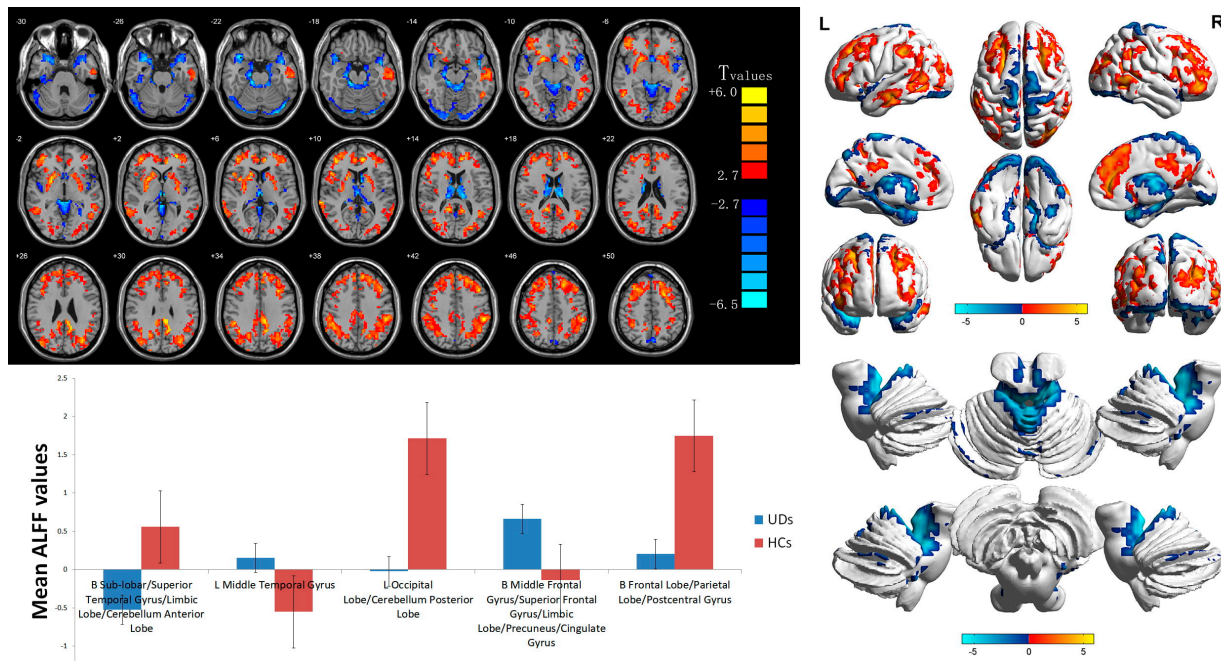 -30 -26 -22 -18 -14 -10 -6
-2 +2 +6 +10 +14 +18 +22
+26 +30 +34 +38 +42 +46 +50
Tvalues
+6.0
2.7
-2.7
-6.5
L
R
-5 0 5
2.5
2
1.5
1
0.5
0
-0.5
-1
Mean ALFF values
B Sub-lobar/Superior
Temporal Gyrus/Limbic
Lobe/Cerebellum Anterior
Lobe
L Middle Temporal Gyrus
L Occipital
Lobe/Cerebellum Posterior
Lobe
B Middle Frontal
Gyrus/Superior Frontal
Gyrus/Limbic
Lobe/Precuneus/Cingulate
Gyrus
B Frontal Lobe/Parietal
Lobe/Postcentral Gyrus
UDs
HCs
-5 0 5